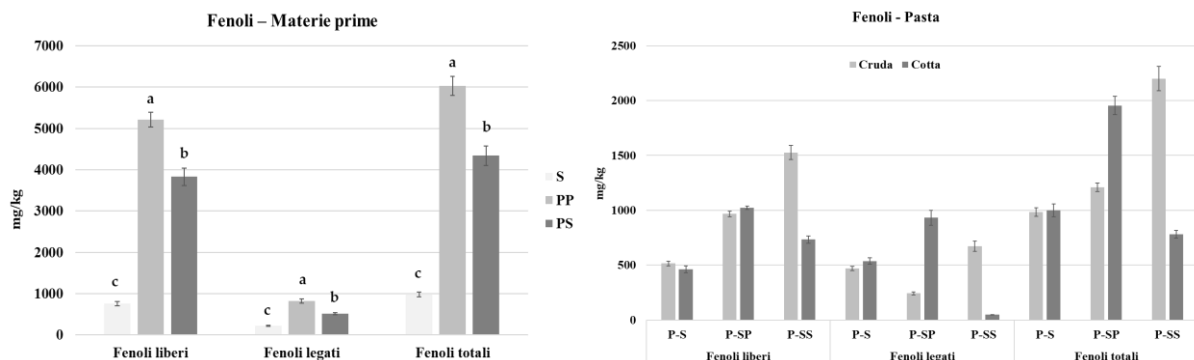 Fenoli – Materie prime
7000
6000
5000
4000
3000
2000
1000
0
mg/kg
c
a
b
c
a
b
c
a
b
Fenoli liberi
Fenoli legati
Fenoli totali
S
PP
PS
Fenoli - Pasta
Cruda
Cotta
2500
2000
1500
1000
500
0
mg/kg
P-S P-SP P-SS P-S P-SP P-SS P-S P-SP P-SS
Fenoli liberi Fenoli legati Fenoli totali